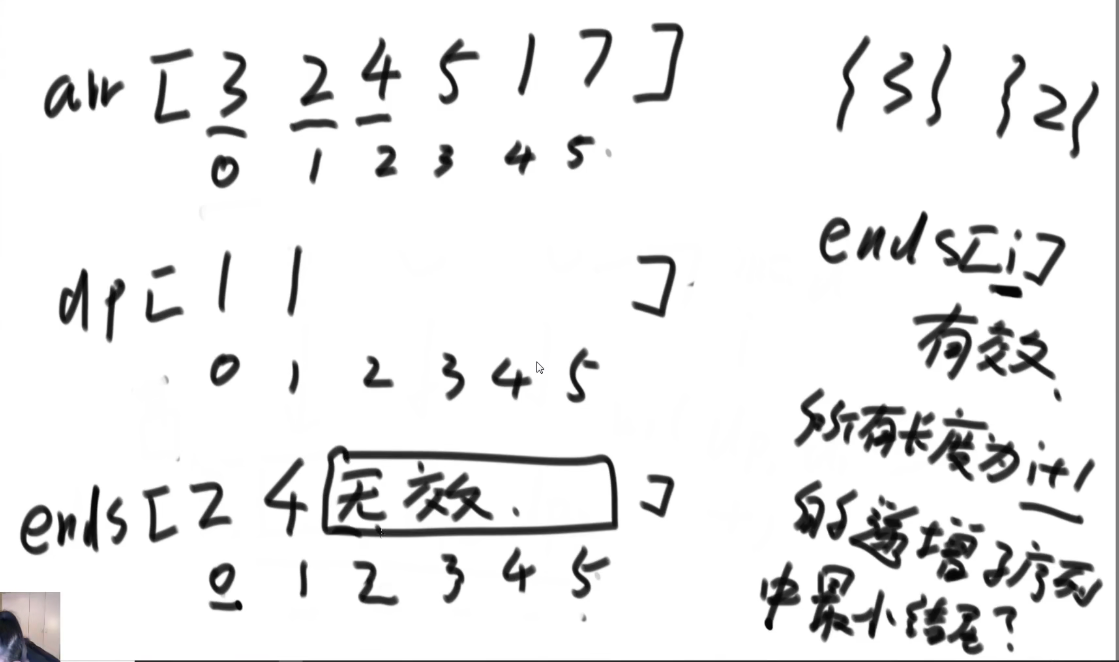 arr [ 3 2 4 5 1 7 ]
0 1 2 3 4 5
dp [ 1 1 ]
0 1 2 3 4 5
ends [ 2 4 无效. ]
0 1 2 3 4 5
{3} {2}
ends[i]
有效.
所有长度为i+1
的递增子序列
中最小结尾?